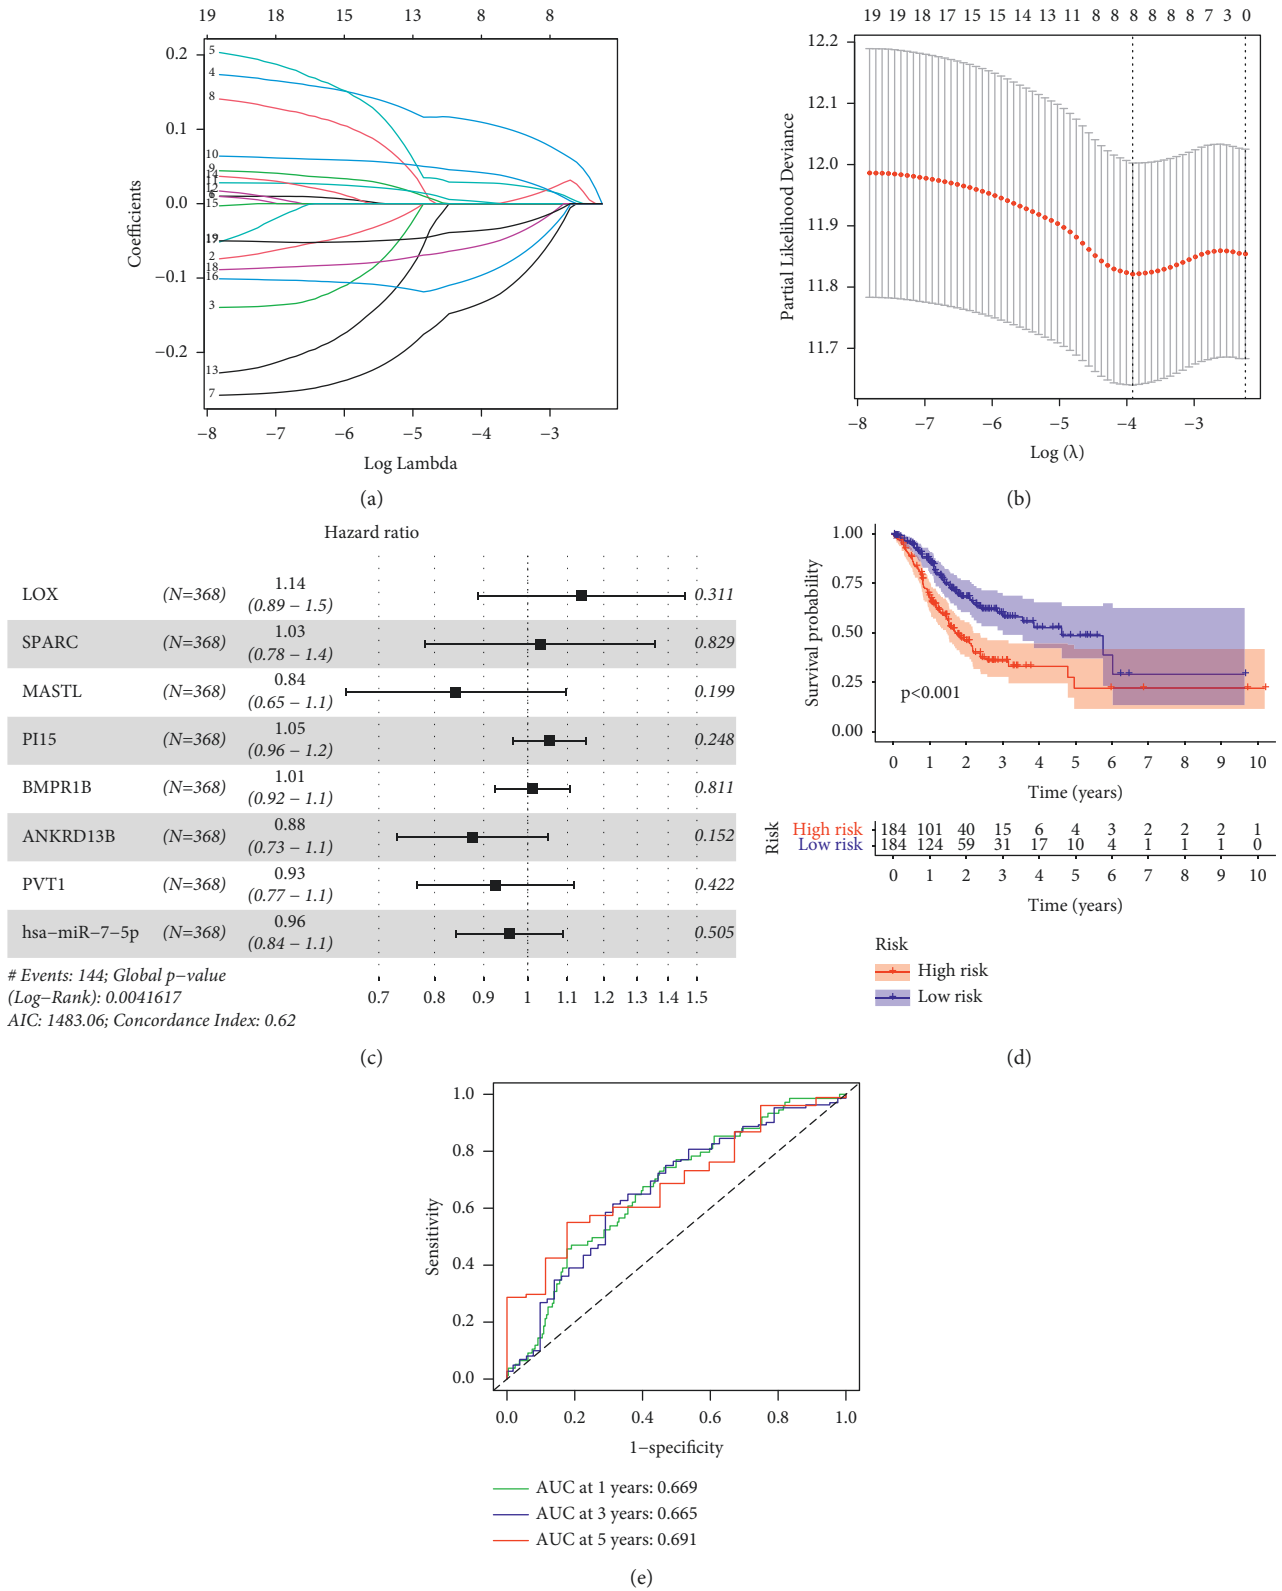 19 18 15 13 8 8
0.2
0.1
0.0
−0.1
−0.2
Coefficients
5
4
8
10
9
14
11
12
6
15
19
17
2
18
16
3
13
7
−8 −7 −6 −5 −4 −3
Log Lambda
(a)
19 19 18 17 15 15 14 13 11 8 8 8 8 8 8 7 3 0
12.2
12.1
12.0
11.9
11.8
11.7
Partial Likelihood Deviance
−8 −7 −6 −5 −4 −3
Log (λ)
(b)
Hazard ratio
LOX (N=368) 1.14 (0.89 − 1.5) 0.311
SPARC (N=368) 1.03 (0.78 − 1.4) 0.829
MASTL (N=368) 0.84 (0.65 − 1.1) 0.199
PI15 (N=368) 1.05 (0.96 − 1.2) 0.248
BMPR1B (N=368) 1.01 (0.92 − 1.1) 0.811
ANKRD13B (N=368) 0.88 (0.73 − 1.1) 0.152
PVT1 (N=368) 0.93 (0.77 − 1.1) 0.422
hsa−miR−7−5p (N=368) 0.96 (0.84 − 1.1) 0.505
# Events: 144; Global p−value
(Log−Rank): 0.0041617
AIC: 1483.06; Concordance Index: 0.62
0.7 0.8 0.9 1 1.1 1.2 1.3 1.4 1.5
(c)
1.00
0.75
0.50
0.25
0.00
Survival probability
p<0.001
0 1 2 3 4 5 6 7 8 9 10
Time (years)
Risk
High risk 184 101 40 15 6 4 3 2 2 2 1
Low risk 184 124 59 31 17 10 4 1 1 1 0
0 1 2 3 4 5 6 7 8 9 10
Time (years)
Risk
High risk
Low risk
(d)
1.0
0.8
0.6
0.4
0.2
0.0
Sensitivity
0.0 0.2 0.4 0.6 0.8 1.0
1−specificity
AUC at 1 years: 0.669
AUC at 3 years: 0.665
AUC at 5 years: 0.691
(e)